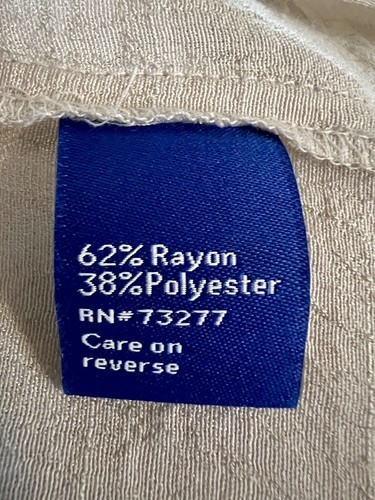 62% Rayon
38%Polyester
RN#73277
Care on
reverse